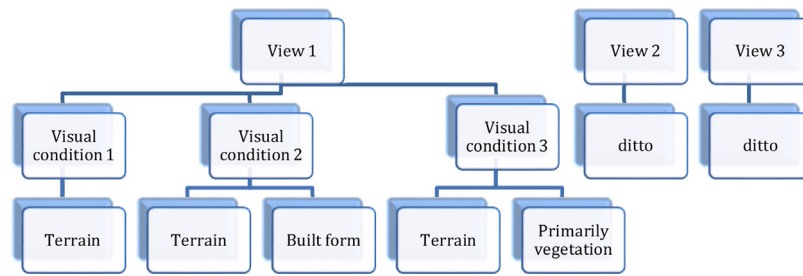 View 1
View 2
View 3
Visual
condition 1
Visual
condition 2
Visual
condition 3
ditto
ditto
Terrain
Terrain
Built form
Terrain
Primarily
vegetation